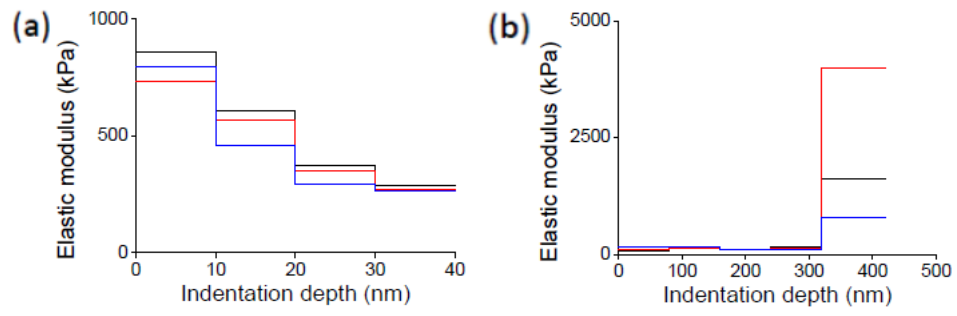 (a)
Elastic modulus (kPa)
1000
500
0
0 10 20 30 40
Indentation depth (nm)
(b)
Elastic modulus (kPa)
5000
2500
0
0 100 200 300 400 500
Indentation depth (nm)